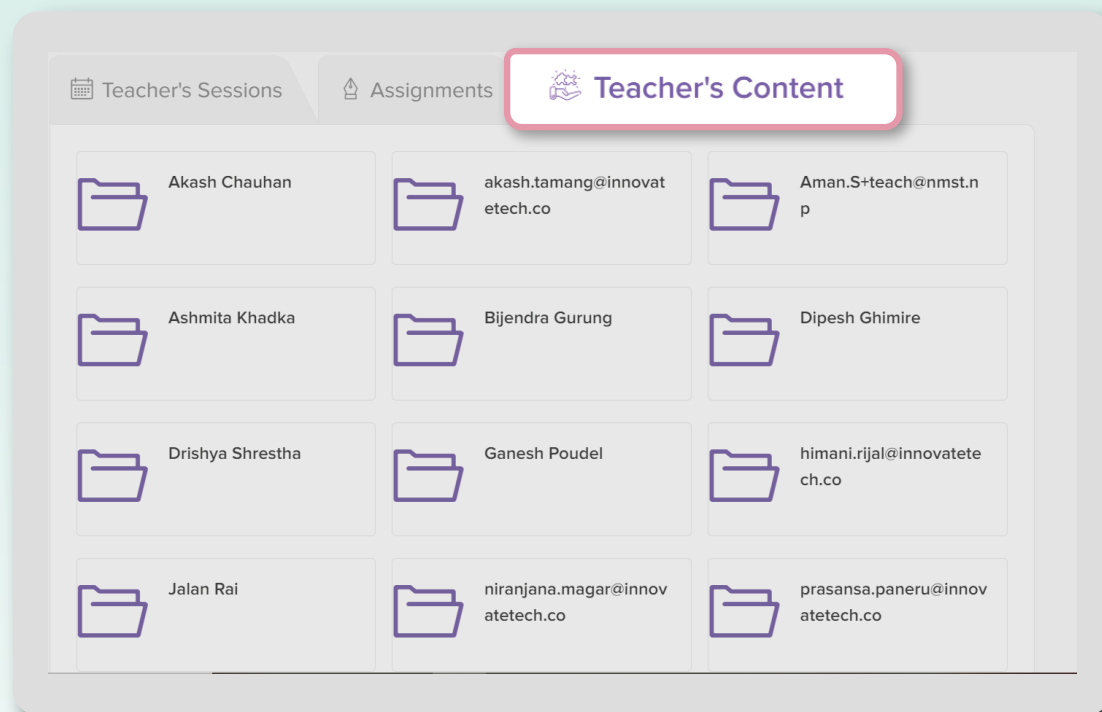 Teacher's Sessions
Assignments
Teacher's Content
Akash Chauhan
akash.tamang@innovat
etech.co
Aman.S+teach@nmst.n
p
Ashmita Khadka
Bijendra Gurung
Dipesh Ghimire
Drishya Shrestha
Ganesh Poudel
himani.rijal@innovatete
ch.co
Jalan Rai
niranjana.magar@innov
atetech.co
prasansa.paneru@innov
atetech.co